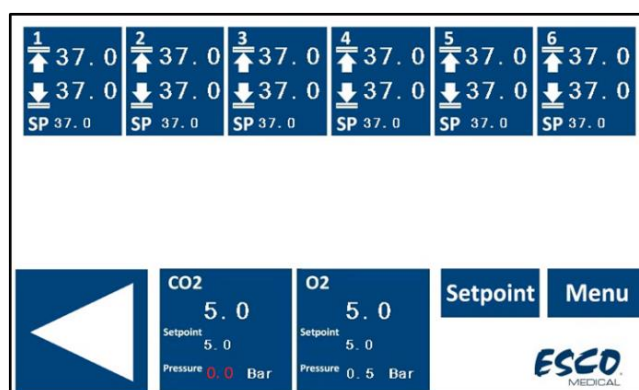 1 2 3 4 5 6
37.0 37.0 37.0 37.0 37.0 37.0
37.0 37.0 37.0 37.0 37.0 37.0
SP 37.0 SP 37.0 SP 37.0 SP 37.0 SP 37.0 SP 37.0
CO2
5.0
Setpoint
5.0
Pressure 0.0 Bar
O2
5.0
Setpoint
5.0
Pressure 0.5 Bar
Setpoint
Menu
ESCO
MEDICAL